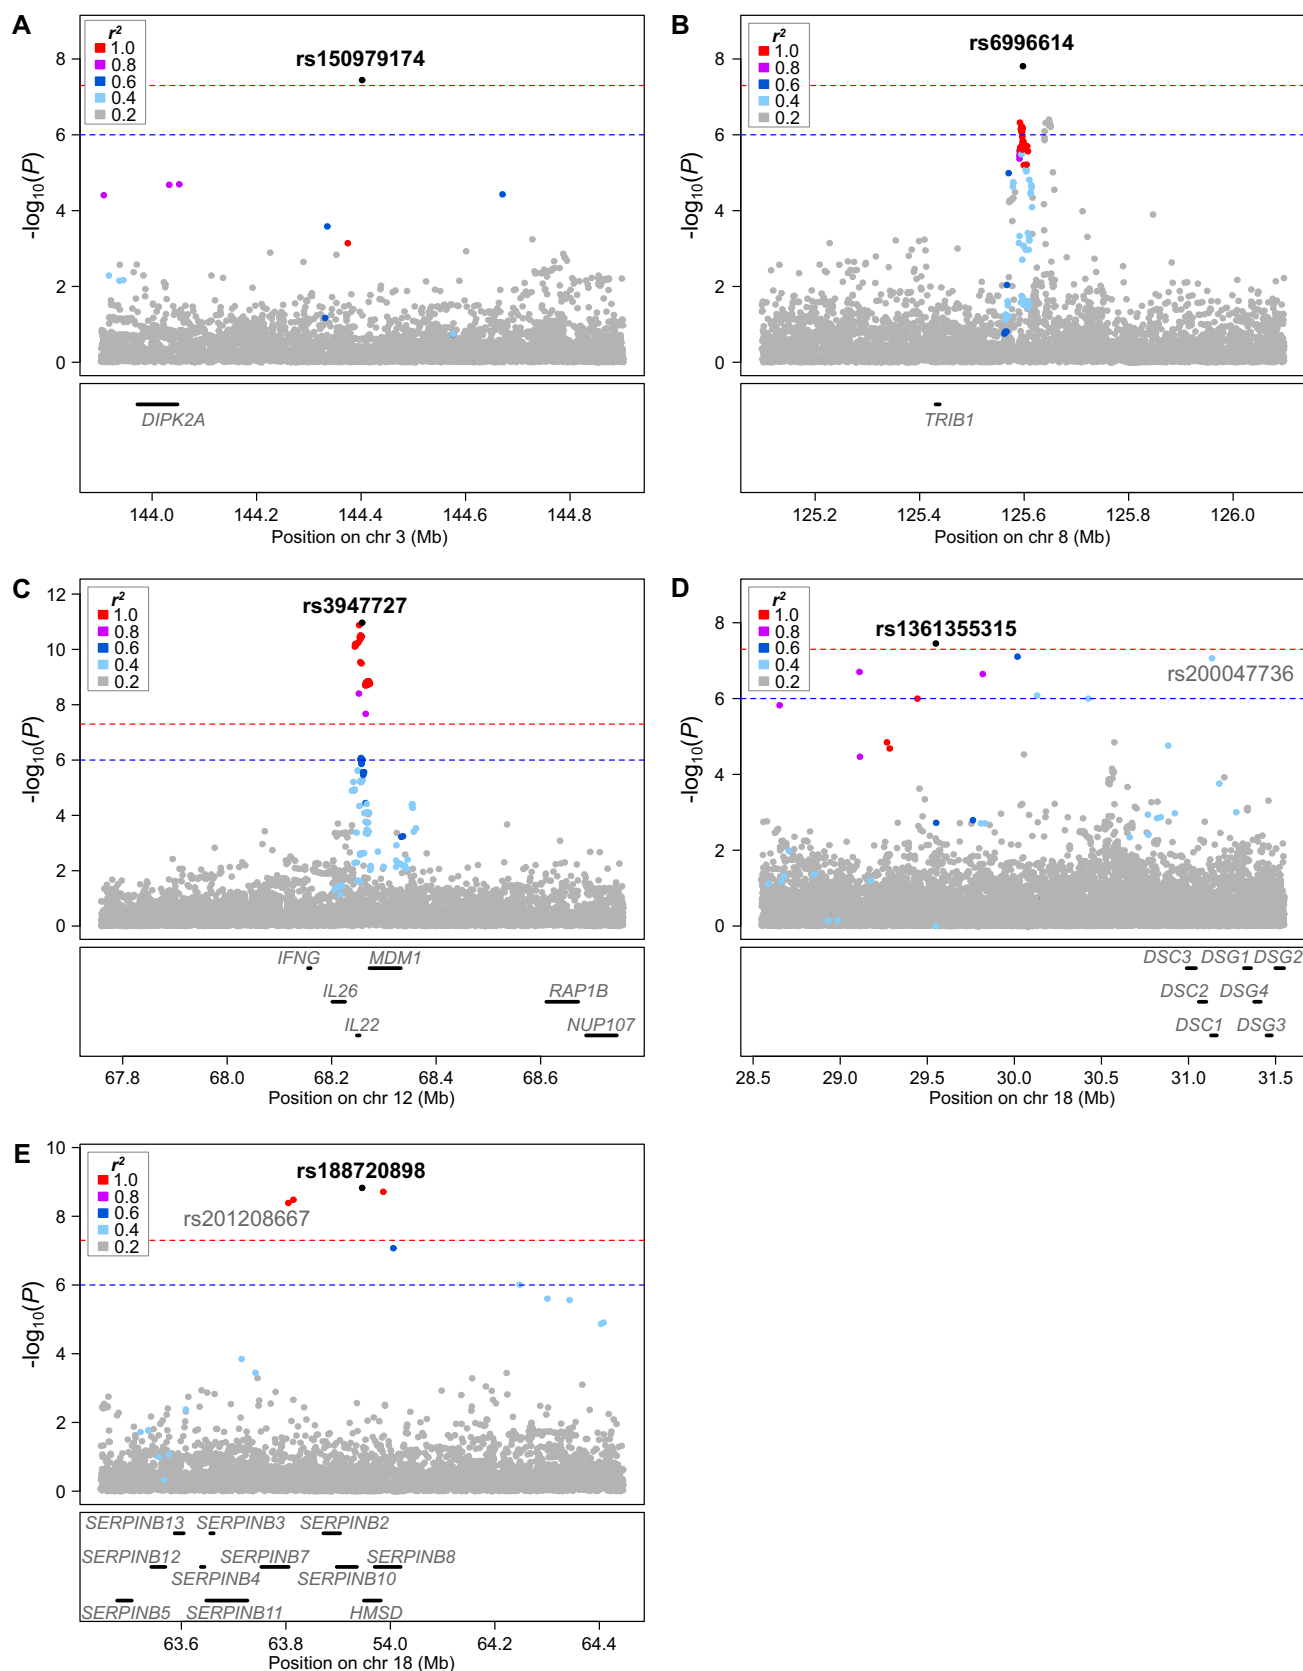 A
r²
1.0
0.8
0.6
0.4
0.2
rs150979174
8
6
4
2
0
-log₁₀(P)
DIPK2A
144.0 144.2 144.4 144.6 144.8
Position on chr 3 (Mb)
B
r²
1.0
0.8
0.6
0.4
0.2
rs6996614
8
6
4
2
0
-log₁₀(P)
TRIB1
125.2 125.4 125.6 125.8 126.0
Position on chr 8 (Mb)
C
r²
1.0
0.8
0.6
0.4
0.2
rs3947727
12
10
8
6
4
2
0
-log₁₀(P)
IFNG MDM1
IL26 RAP1B
IL22 NUP107
67.8 68.0 68.2 68.4 68.6
Position on chr 12 (Mb)
D
r²
1.0
0.8
0.6
0.4
0.2
rs1361355315
rs200047736
8
6
4
2
0
-log₁₀(P)
DSC3 DSG1 DSG2
DSC2 DSG4
DSC1 DSG3
28.5 29.0 29.5 30.0 30.5 31.0 31.5
Position on chr 18 (Mb)
E
r²
1.0
0.8
0.6
0.4
0.2
rs188720898
rs201208667
10
8
6
4
2
0
-log₁₀(P)
SERPINB13 SERPINB3 SERPINB2
SERPINB12 SERPINB7 SERPINB8
SERPINB4 SERPINB10
SERPINB5 SERPINB11 HMSD
63.6 63.8 54.0 64.2 64.4
Position on chr 18 (Mb)